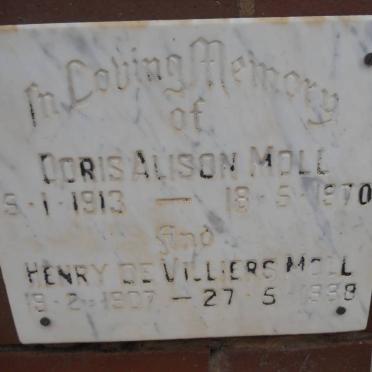 In Loving Memory
of
DORIS ALISON MOLL
5 · 1 · 1913 — 18 · 5 · 1970
And
HENRY DE VILLIERS MOLL
19 · 2 · 1907 — 27 · 5 · 1988